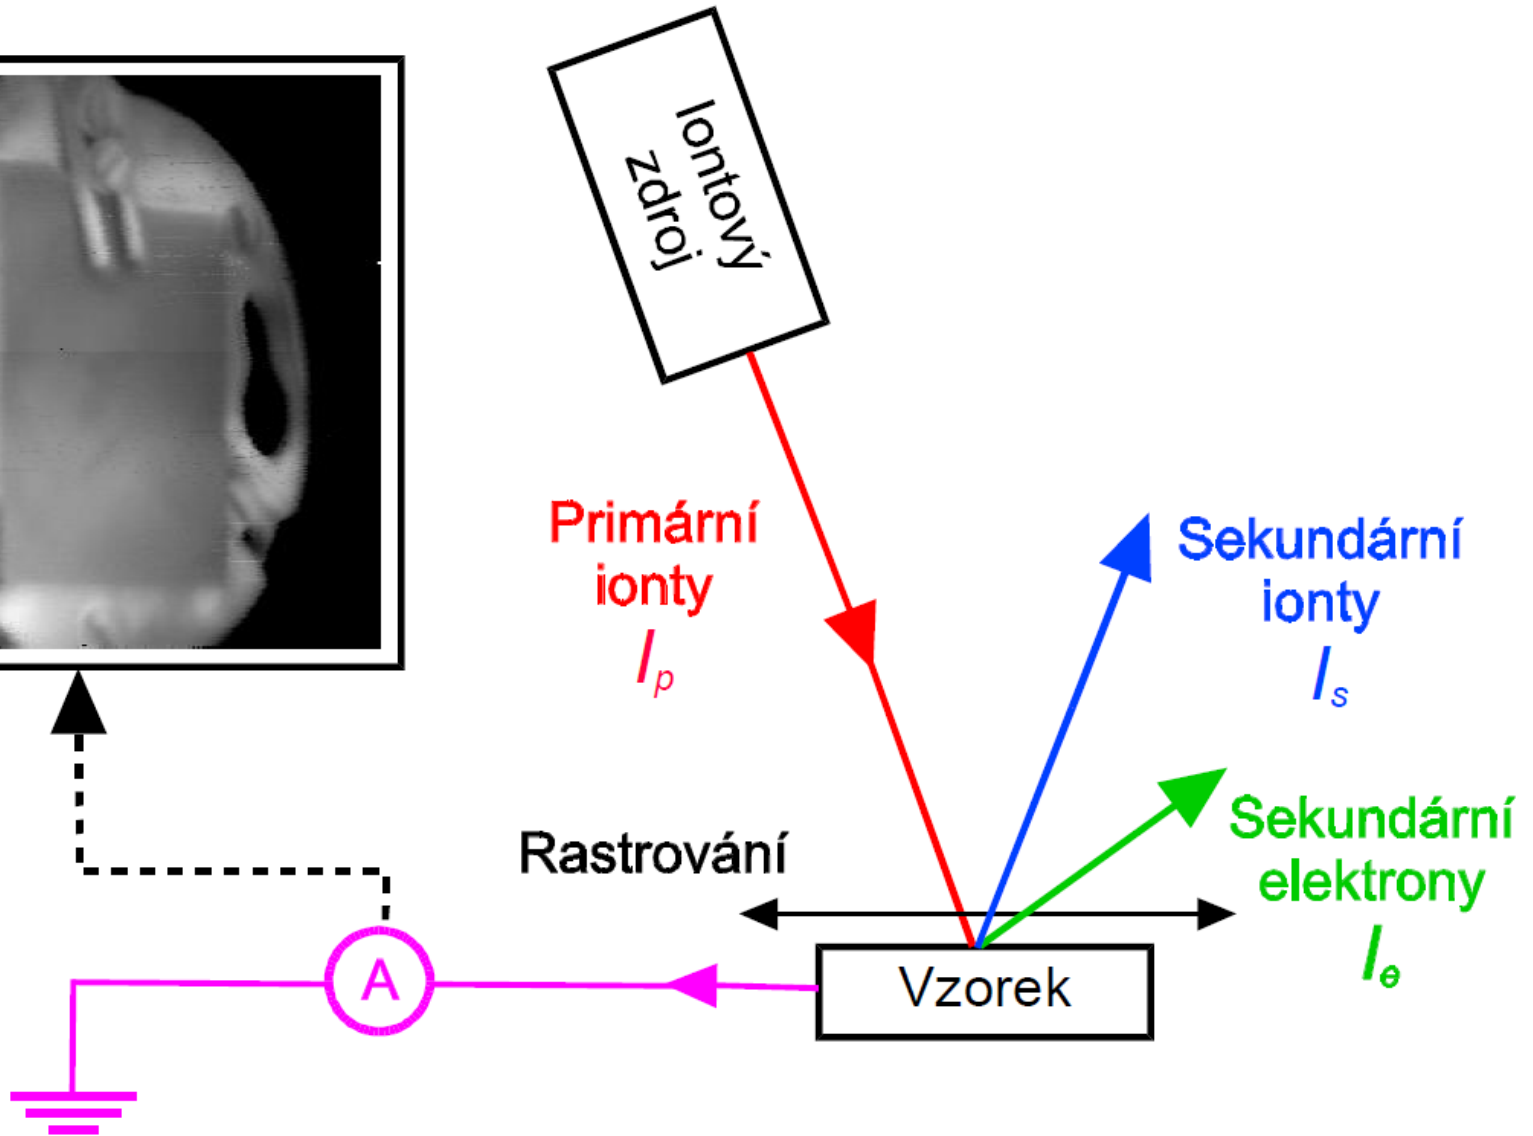 Iontový
zdroj
Primární
ionty
Ip
Sekundární
ionty
Is
Rastrování
Sekundární
elektrony
Ie
A
Vzorek